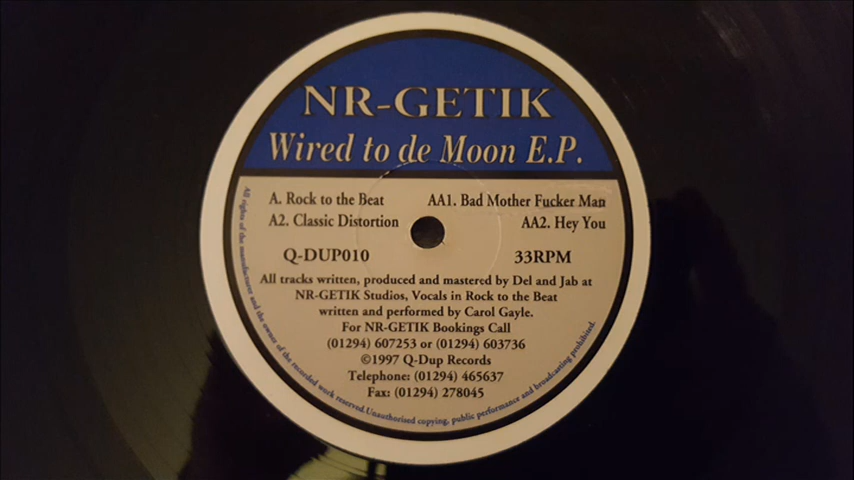 NR-GETIK
Wired to de Moon E.P.
A. Rock to the Beat
AA1. Bad Mother Fucker Man
A2. Classic Distortion
AA2. Hey You
Q-DUP010
33RPM
All tracks written, produced and mastered by Del and Jab at
NR-GETIK Studios, Vocals in Rock to the Beat
written and performed by Carol Gayle.
For NR-GETIK Bookings Call
(01294) 607253 or (01294) 603736
©1997 Q-Dup Records
Telephone: (01294) 465637
Fax: (01294) 278045
All rights of the manufacturer and the owner of the recorded work reserved.Unauthorised copying, public performance and broadcasting prohibited.